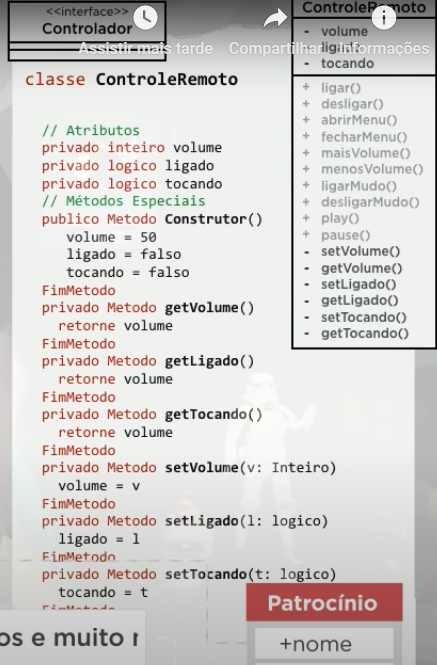 <<interface>>
Controlador
Assistir mais tarde
Compartilhar
Informações
classe ControleRemoto
// Atributos
privado inteiro volume
privado logico ligado
privado logico tocando
// Métodos Especiais
publico Metodo Construtor()
volume = 50
ligado = falso
tocando = falso
FimMetodo
privado Metodo getVolume()
retorne volume
FimMetodo
privado Metodo getLigado()
retorne volume
FimMetodo
privado Metodo getTocando()
retorne volume
FimMetodo
privado Metodo setVolume(v: Inteiro)
volume = v
FimMetodo
privado Metodo setLigado(l: logico)
ligado = l
FimMetodo
privado Metodo setTocando(t: logico)
tocando = t
FimMetodo
ControleRemoto
- volume
- ligado
- tocando
+ ligar()
+ desligar()
+ abrirMenu()
+ fecharMenu()
+ maisVolume()
+ menosVolume()
+ ligarMudo()
+ desligarMudo()
+ play()
+ pause()
- setVolume()
- getVolume()
- setLigado()
- getLigado()
- setTocando()
- getTocando()
os e muito
Patrocínio
+nome